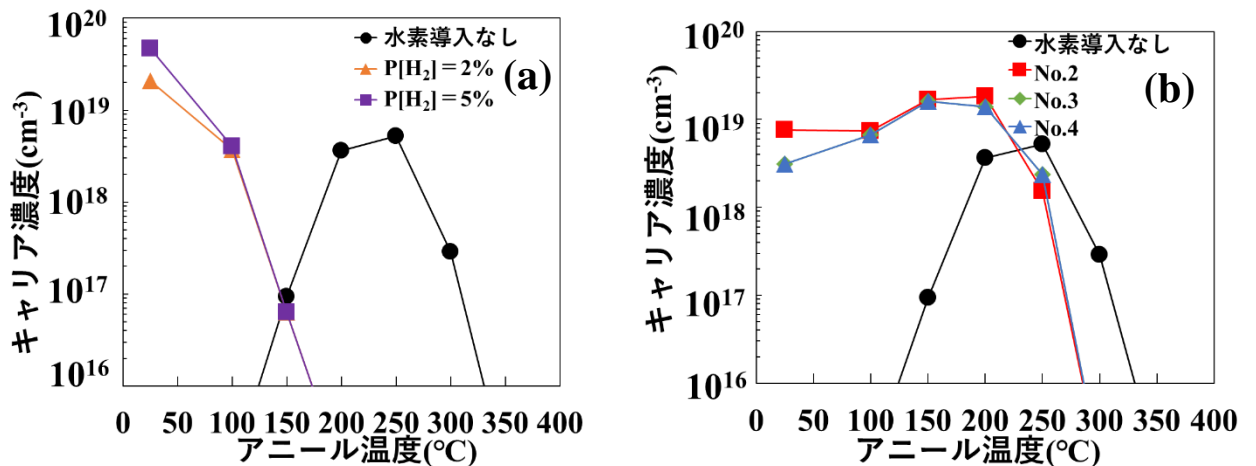 10²⁰
10¹⁹
10¹⁸
10¹⁷
10¹⁶
キャリア濃度(cm⁻³)
水素導入なし
P[H₂]=2%
P[H₂]=5%
(a)
0 50 100 150 200 250 300 350 400
アニール温度(°C)
10²⁰
10¹⁹
10¹⁸
10¹⁷
10¹⁶
キャリア濃度(cm⁻³)
水素導入なし
No.2
No.3
No.4
(b)
0 50 100 150 200 250 300 350 400
アニール温度(°C)